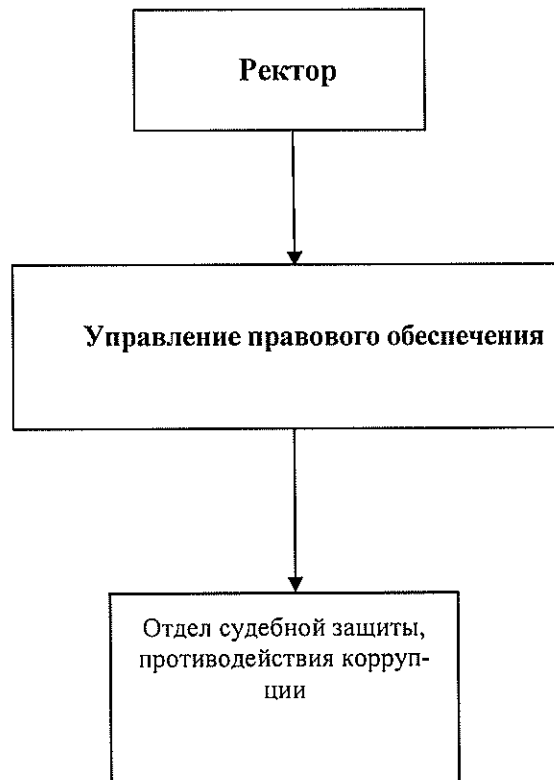 Ректор
Управление правового обеспечения
Отдел судебной защиты,
противодействия корруп-
ции